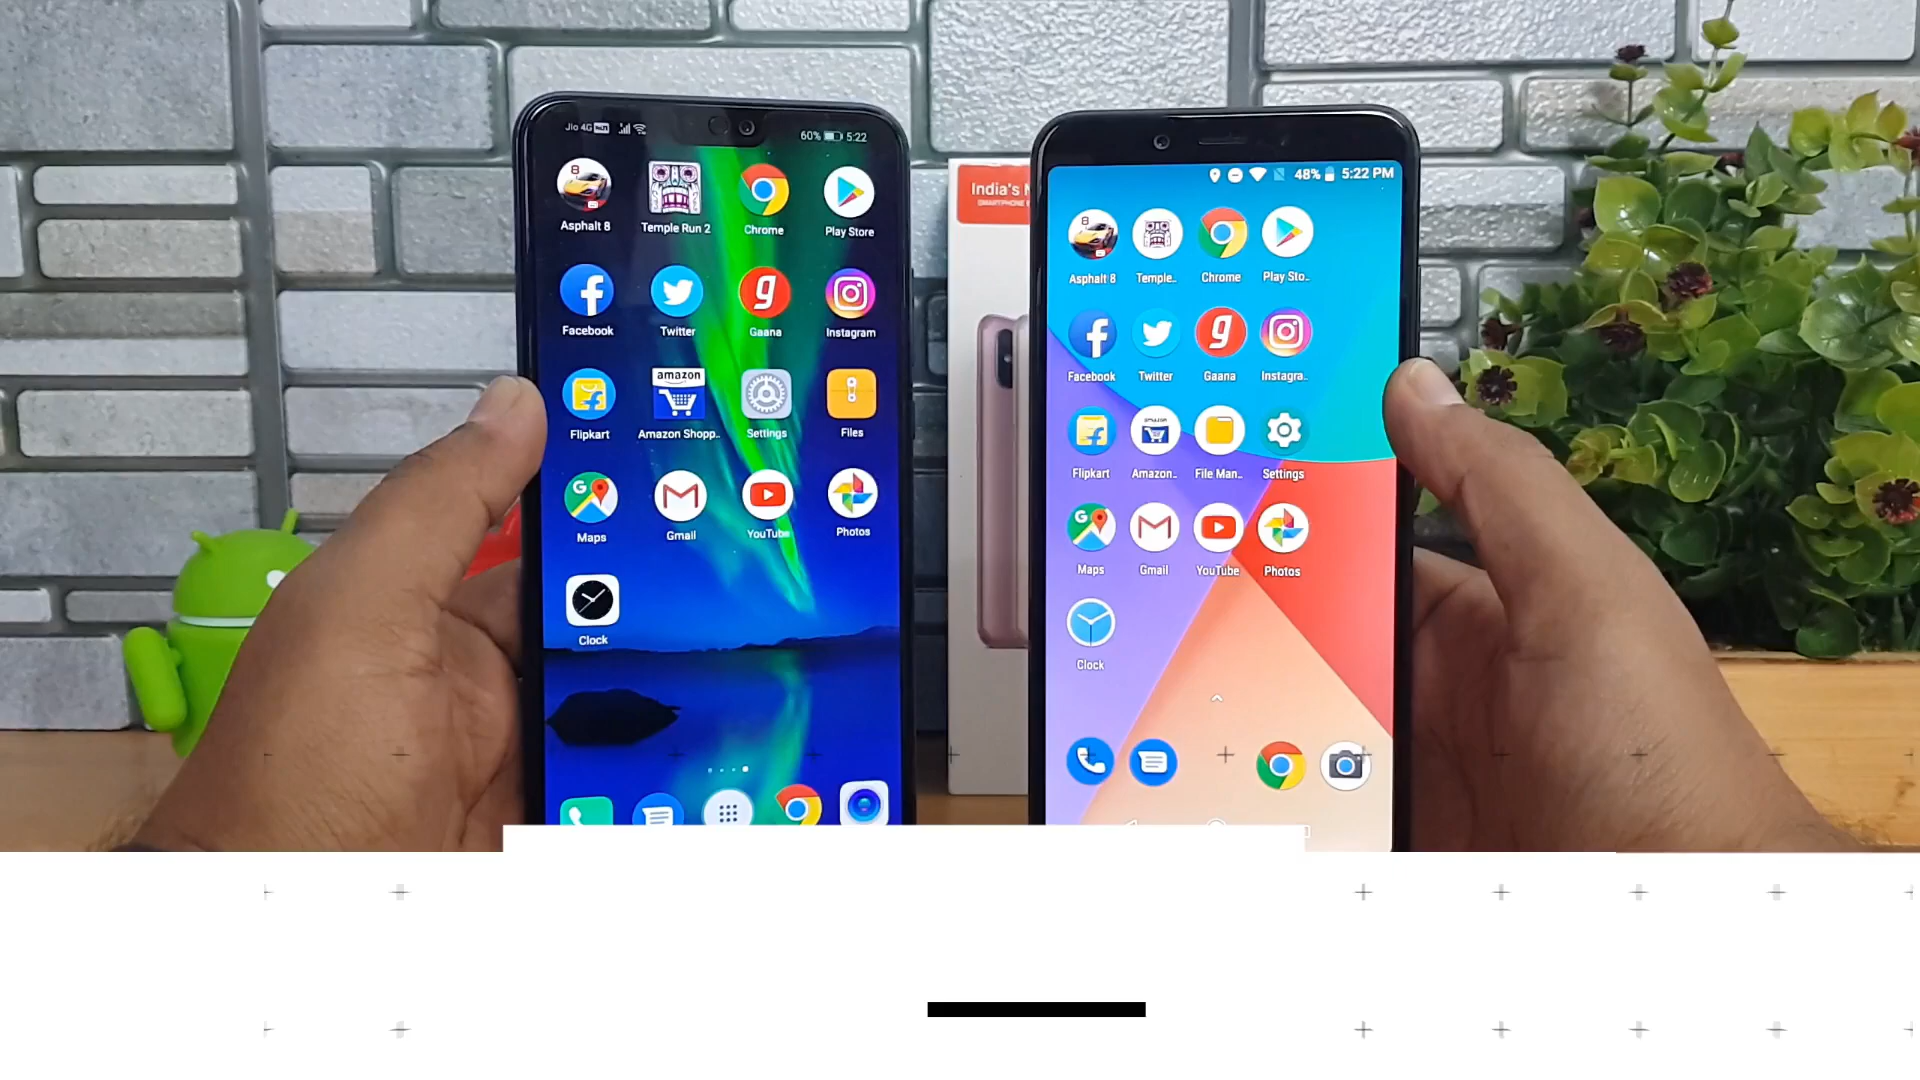 Jio 4G
60% 5:22
8
Asphalt 8
Temple Run 2
Chrome
Play Store
Facebook
Twitter
Gaana
Instagram
amazon
Flipkart
Amazon Shopp..
Settings
Files
Maps
Gmail
YouTube
Photos
Clock
India's
48% 5:22 PM
8
Asphalt 8
Temple..
Chrome
Play Sto..
Facebook
Twitter
Gaana
Instagra..
Flipkart
Amazon..
File Man..
Settings
Maps
Gmail
YouTube
Photos
Clock